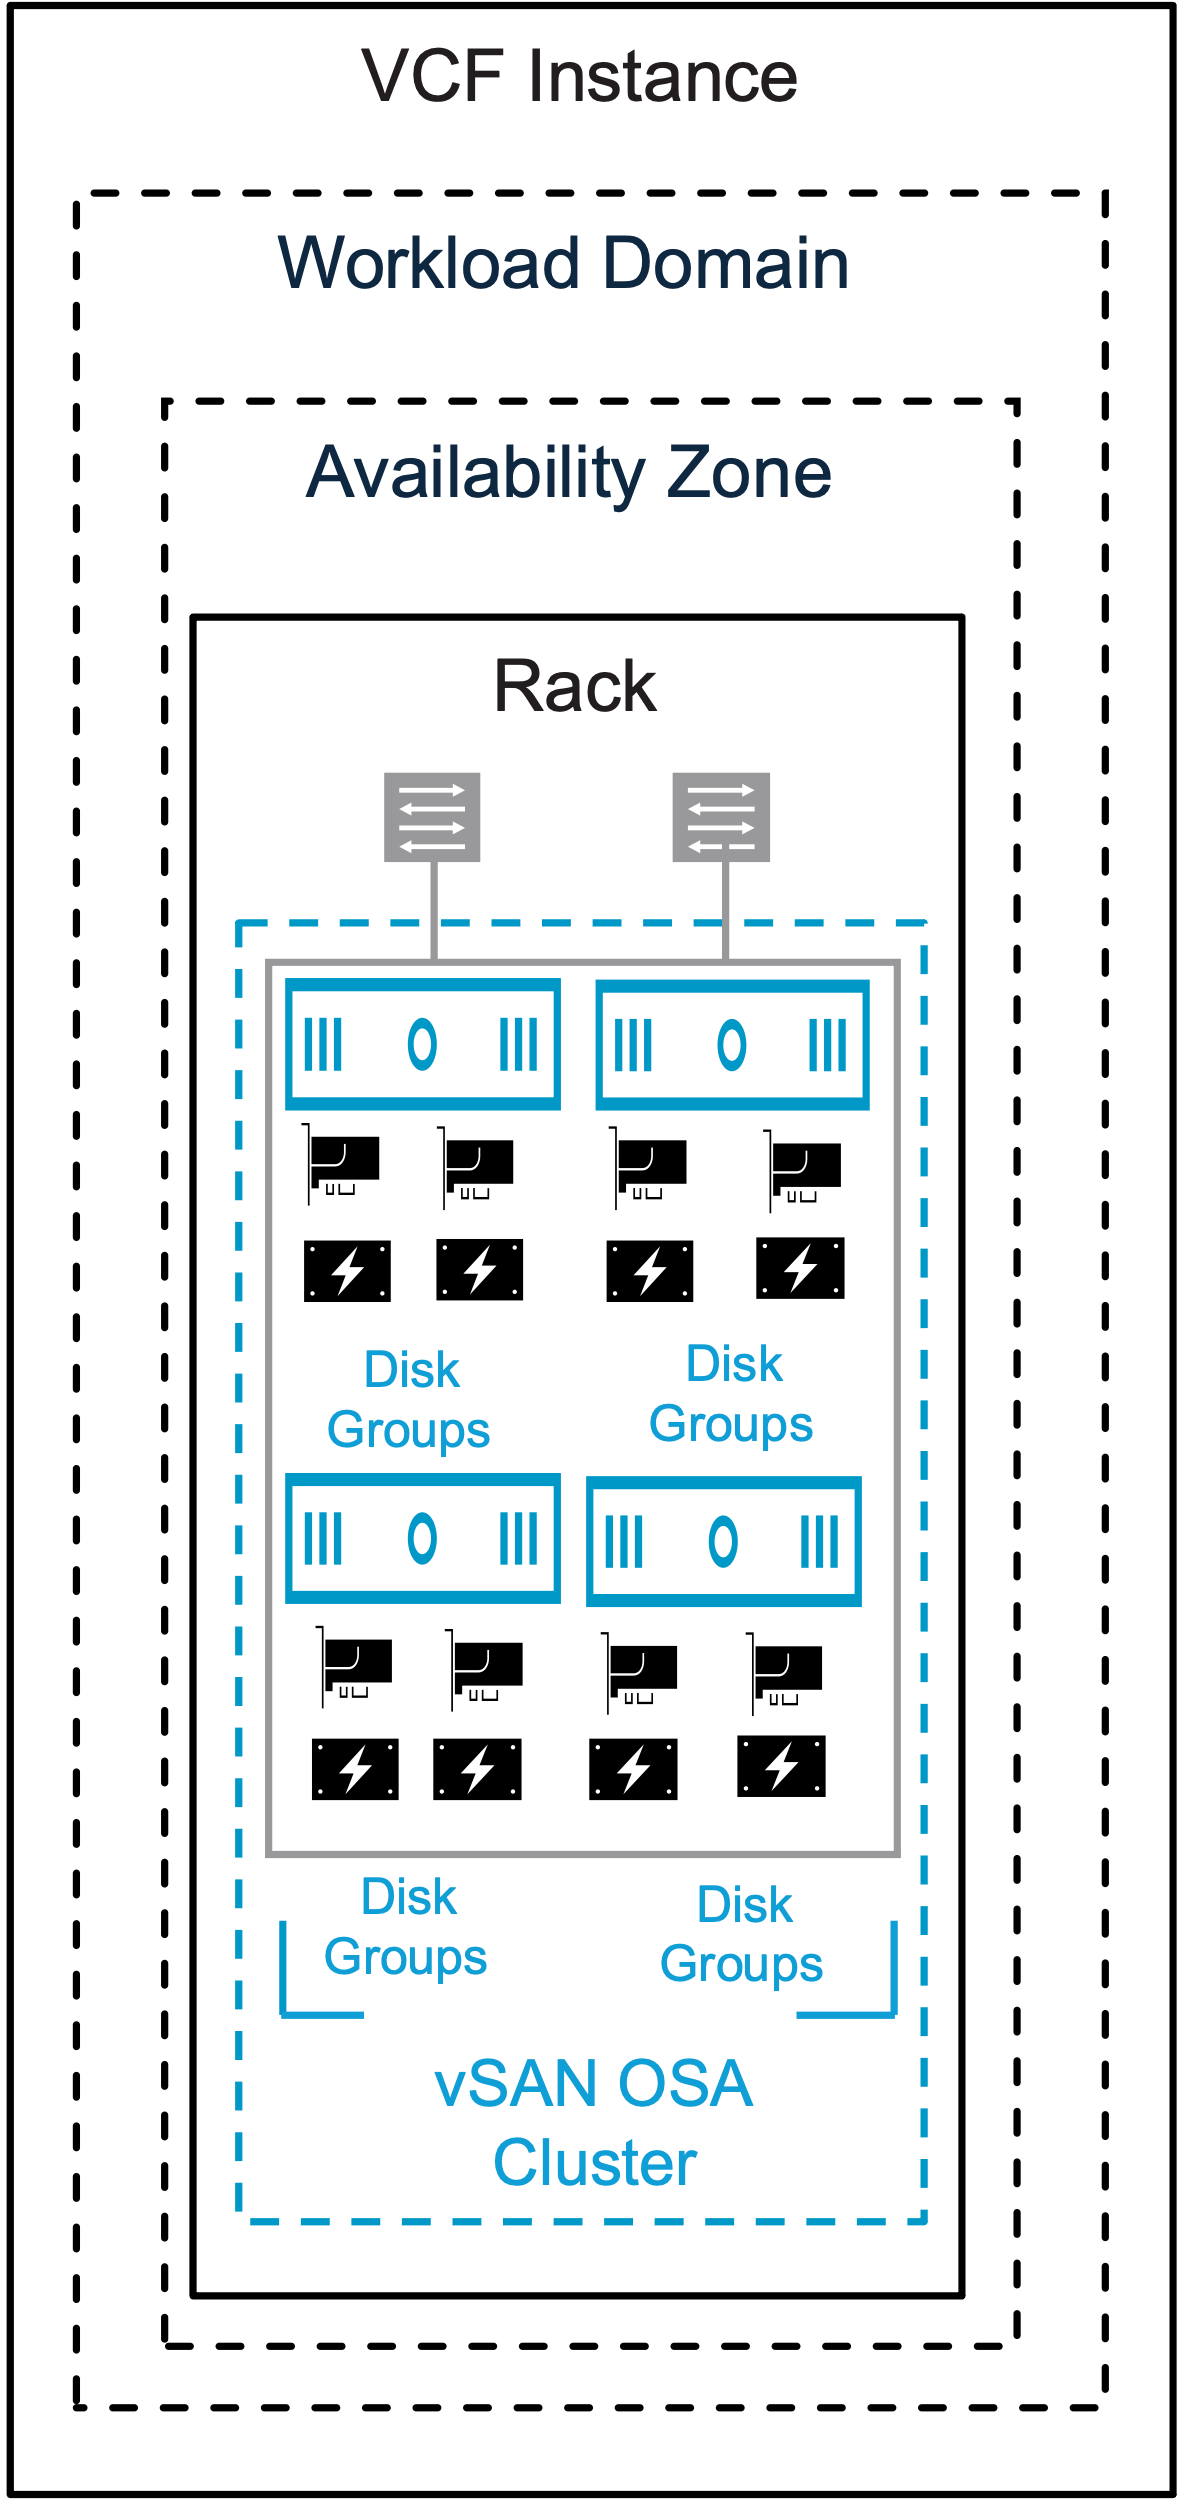 VCF Instance
Workload Domain
Availability Zone
Rack
Disk
Groups
Disk
Groups
Disk
Groups
Disk
Groups
vSAN OSA
Cluster